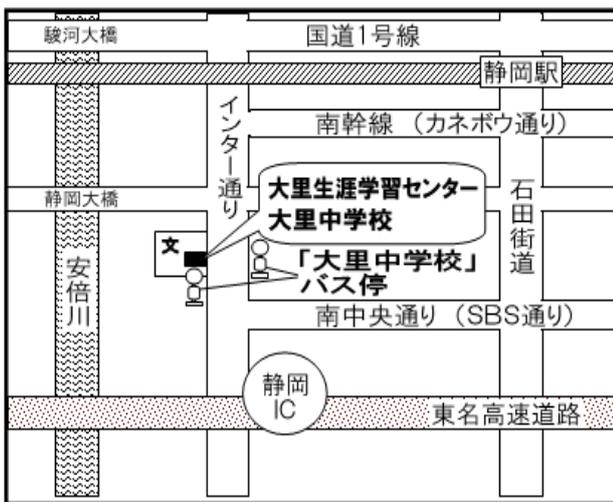 駿河大橋
国道1号線
静岡駅
インター通り
南幹線 (カネボウ通り)
静岡大橋
大里生涯学習センター
大里中学校
石田街道
文
「大里中学校」
バス停
安倍川
南中央通り (SBS通り)
静岡
IC
東名高速道路